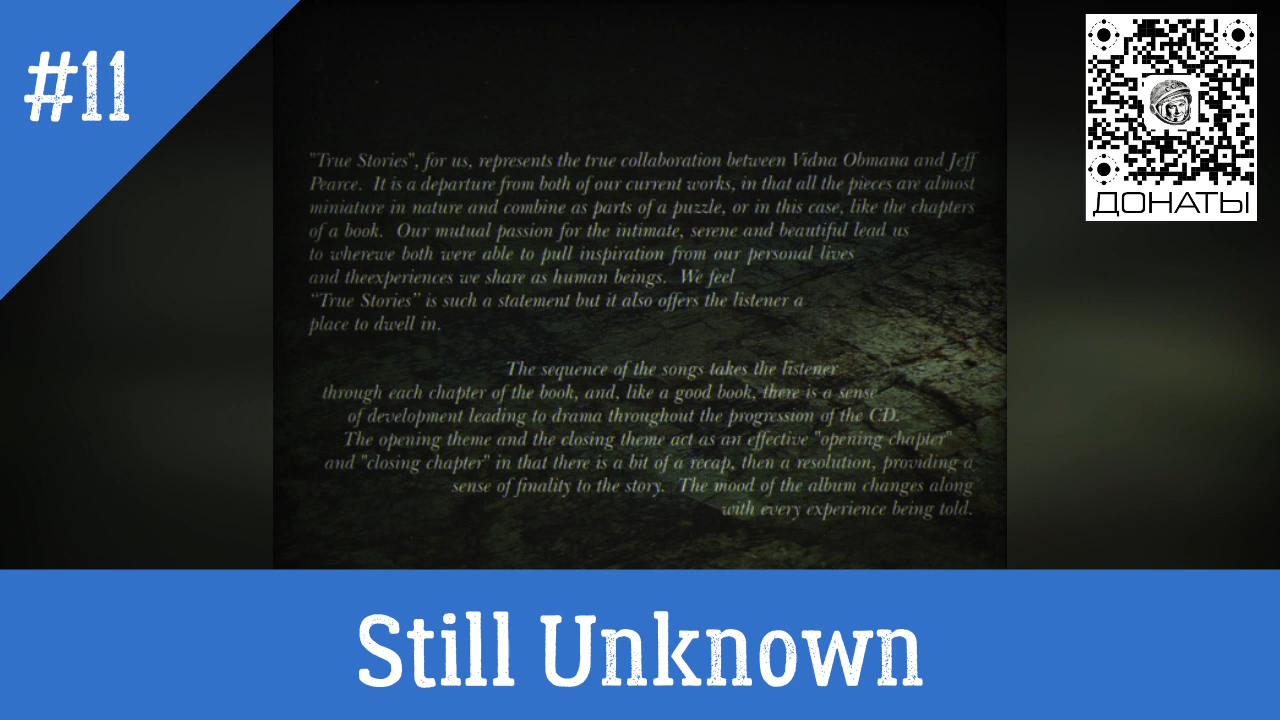 #11
"True Stories", for us, represents the true collaboration between Vidna Obmana and Jeff
Pearce. It is a departure from both of our current works, in that all the pieces are almost
miniature in nature and combine as parts of a puzzle, or in this case, like the chapters
of a book. Our mutual passion for the intimate, serene and beautiful lead us
to wherewe both were able to pull inspiration from our personal lives
and theexperiences we share as human beings. We feel
"True Stories" is such a statement but it also offers the listener a
place to dwell in.
The sequence of the songs takes the listener
through each chapter of the book, and, like a good book, there is a sense
of development leading to drama throughout the progression of the CD.
The opening theme and the closing theme act as an effective "opening chapter"
and "closing chapter" in that there is a bit of a recap, then a resolution, providing a
sense of finality to the story. The mood of the album changes along
with every experience being told.
ДОНАТЫ
Still Unknown